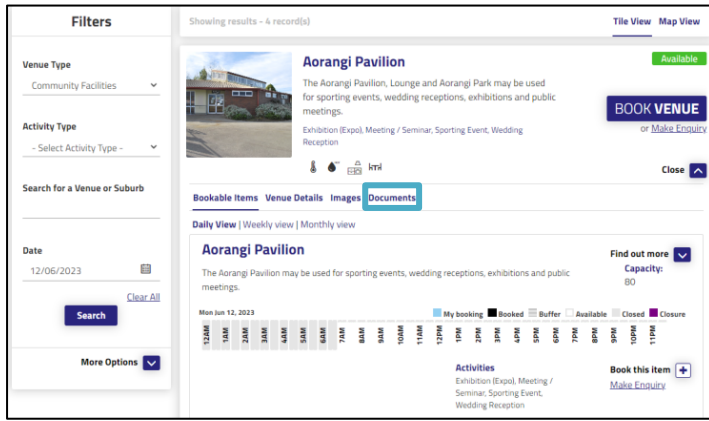 Filters
Venue Type
Community Facilities
Activity Type
- Select Activity Type -
Search for a Venue or Suburb
Date
12/06/2023
Clear All
Search
More Options
Showing results - 4 record(s)
Tile View Map View
Aorangi Pavilion
Available
The Aorangi Pavilion, Lounge and Aorangi Park may be used
for sporting events, wedding receptions, exhibitions and public
meetings.
BOOK VENUE
or Make Enquiry
Exhibition (Expo), Meeting / Seminar, Sporting Event, Wedding
Reception
Close
Bookable Items Venue Details Images Documents
Daily View | Weekly view | Monthly view
Aorangi Pavilion
Find out more
The Aorangi Pavilion may be used for sporting events, wedding receptions, exhibitions and public
meetings.
Capacity:
80
Mon Jun 12, 2023
My booking Booked Buffer Available Closed Closure
12AM 1AM 2AM 3AM 4AM 5AM 6AM 7AM 8AM 9AM 10AM 11AM 12PM 1PM 2PM 3PM 4PM 5PM 6PM 7PM 8PM 9PM 10PM 11PM
Activities
Exhibition (Expo), Meeting /
Seminar, Sporting Event,
Wedding Reception
Book this item
Make Enquiry